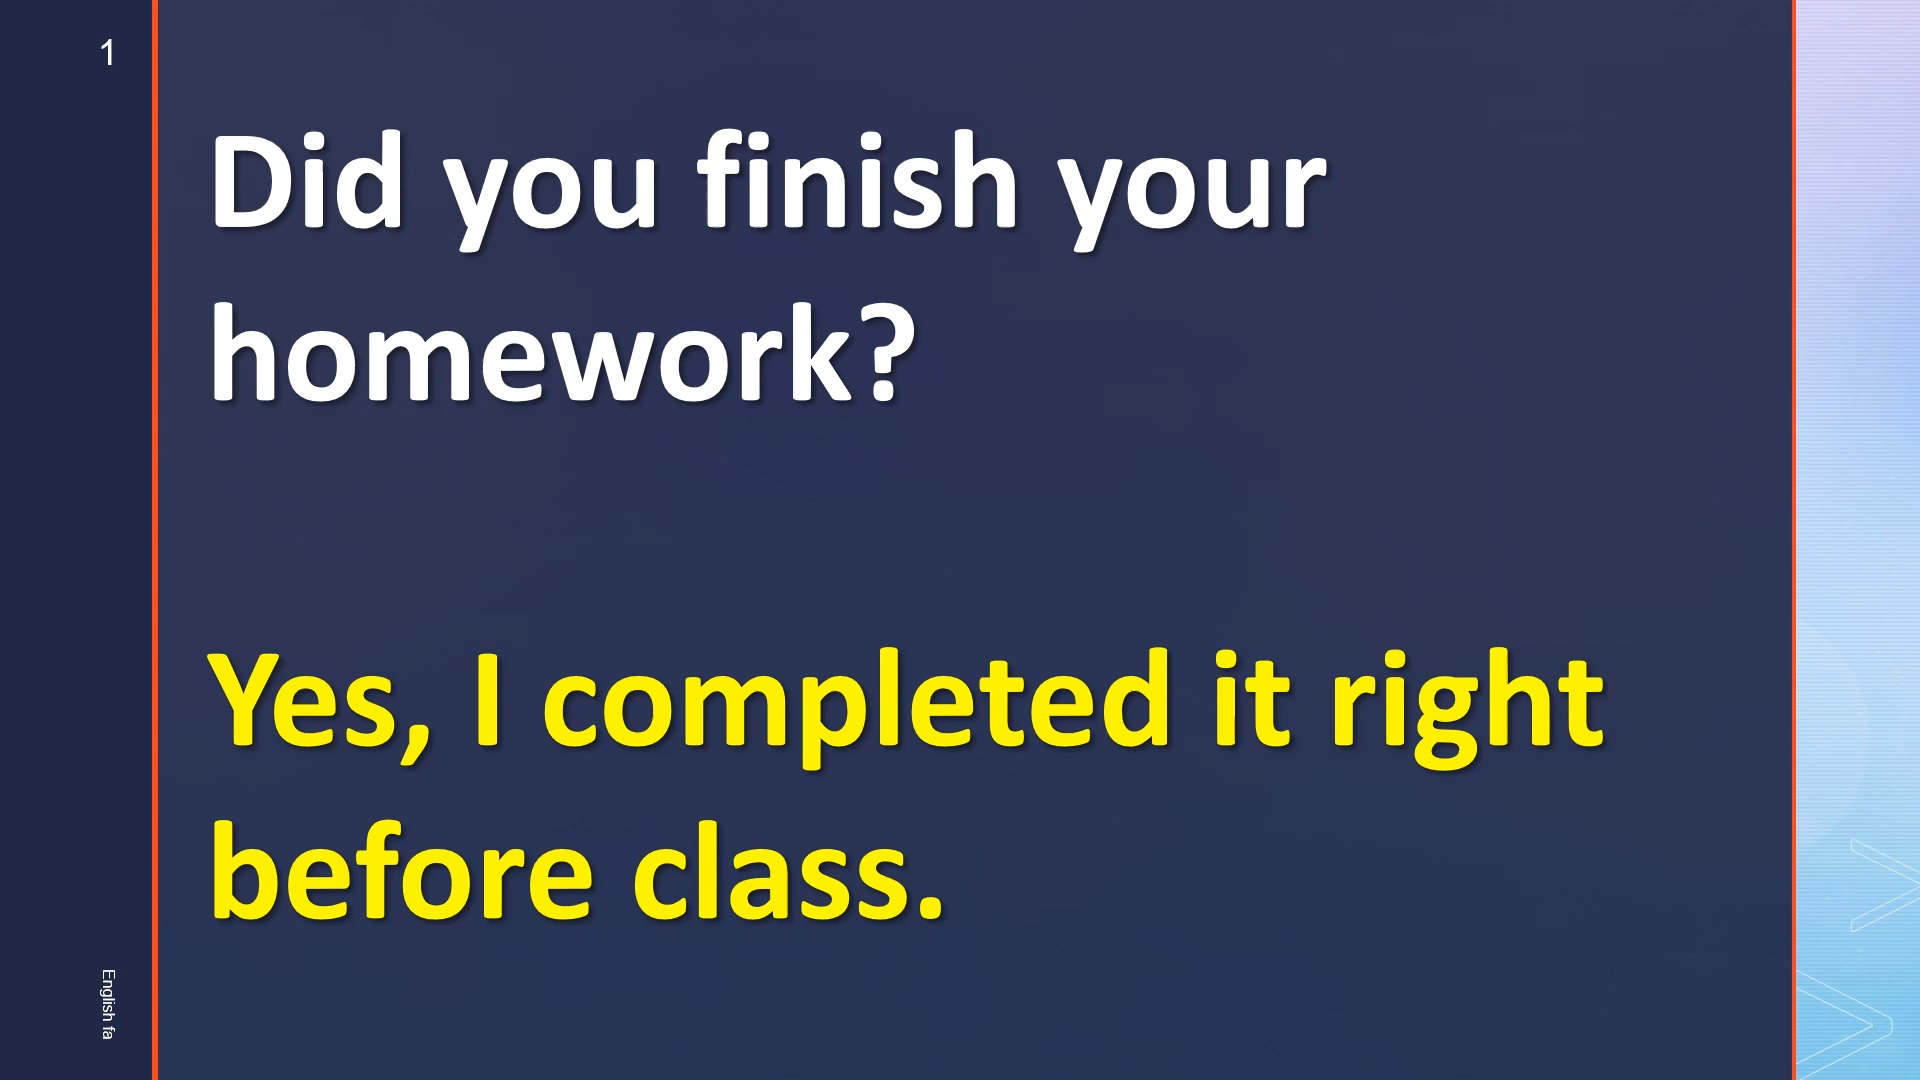 1
Did you finish your
homework?
Yes, I completed it right
before class.
English fa